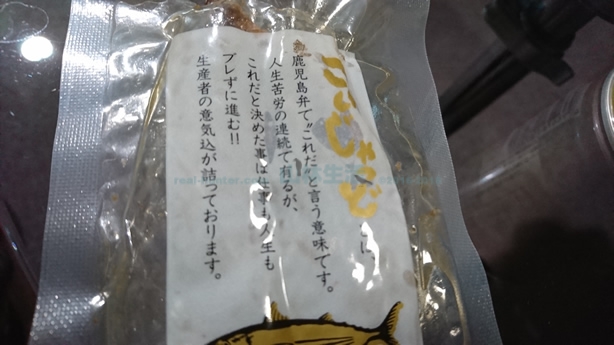 こいじゃっど
とは、
鹿児島弁で"これだ"と言う意味です。
人生苦労の連続で有るが、
これだと決めた事は仕事も人生も
ブレずに進む!!
生産者の意気込が詰っております。